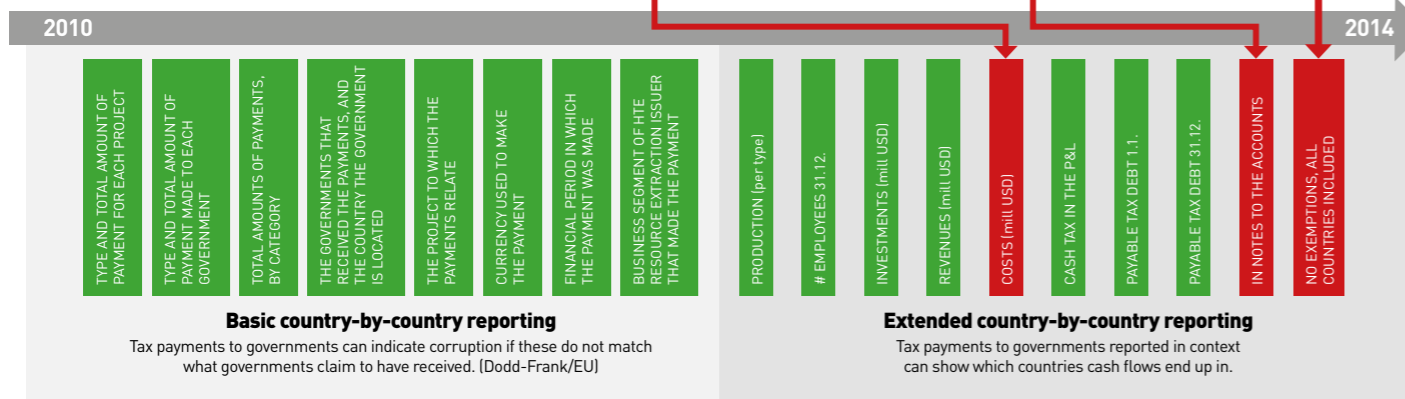 2010
2014
TYPE AND TOTAL AMOUNT OF
PAYMENT FOR EACH PROJECT
TYPE AND TOTAL AMOUNT OF
PAYMENT MADE TO EACH
GOVERNMENT
TOTAL AMOUNTS OF PAYMENTS,
BY CATEGORY
THE GOVERNMENTS THAT
RECEIVED THE PAYMENTS, AND
THE COUNTRY THE GOVERNMENT
IS LOCATED
THE PROJECT TO WHICH THE
PAYMENTS RELATE
CURRENCY USED TO MAKE
THE PAYMENT
FINANCIAL PERIOD IN WHICH
THE PAYMENT WAS MADE
BUSINESS SEGMENT OF HTE
RESOURCE EXTRACTION ISSUER
THAT MADE THE PAYMENT
PRODUCTION (per type)
# EMPLOYEES 31.12.
INVESTMENTS (mill USD)
REVENUES (mill USD)
COSTS (mill USD)
CASH TAX IN THE P&L
PAYABLE TAX DEBT 1.1.
PAYABLE TAX DEBT 31.12.
IN NOTES TO THE ACCOUNTS
NO EXEMPTIONS, ALL
COUNTRIES INCLUDED
Basic country-by-country reporting
Tax payments to governments can indicate corruption if these do not match
what governments claim to have received. (Dodd-Frank/EU)
Extended country-by-country reporting
Tax payments to governments reported in context
can show which countries cash flows end up in.